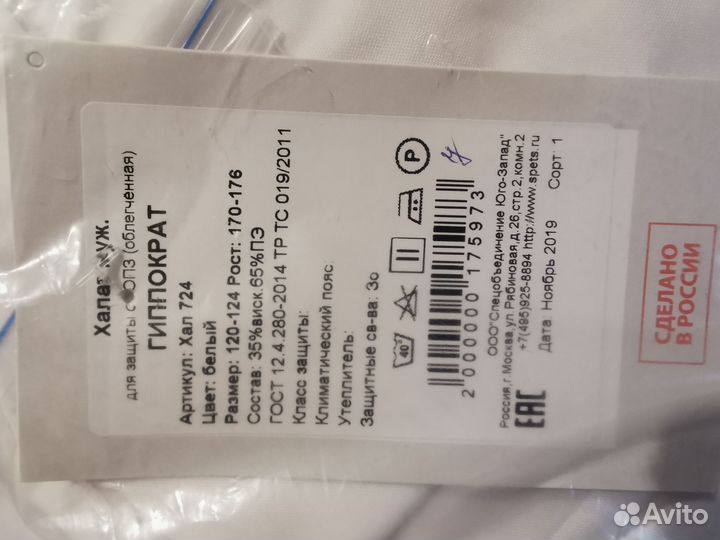 Халат муж.
для защиты с ОПЗ (облегченная)
ГИППОКРАТ
Артикул: Хал 724
Цвет: белый
Размер: 120-124 Рост: 170-176
Состав: 35%виск.65%ПЭ
ГОСТ 12.4.280-2014 ТР ТС 019/2011
Класс защиты:
Климатический пояс:
Утеплитель:
Защитные св-ва: Зо
40°
P
2 000000 175973
ООО"Спецобъединение Юго-Запад"
Россия,г.Москва,ул.Рябиновая,д.26,стр.2,комн.2
+7(495)925-8894 http://www.spets.ru
Дата: Ноябрь 2019 Сорт: 1
EAC
СДЕЛАНО
В РОССИИ
Avito